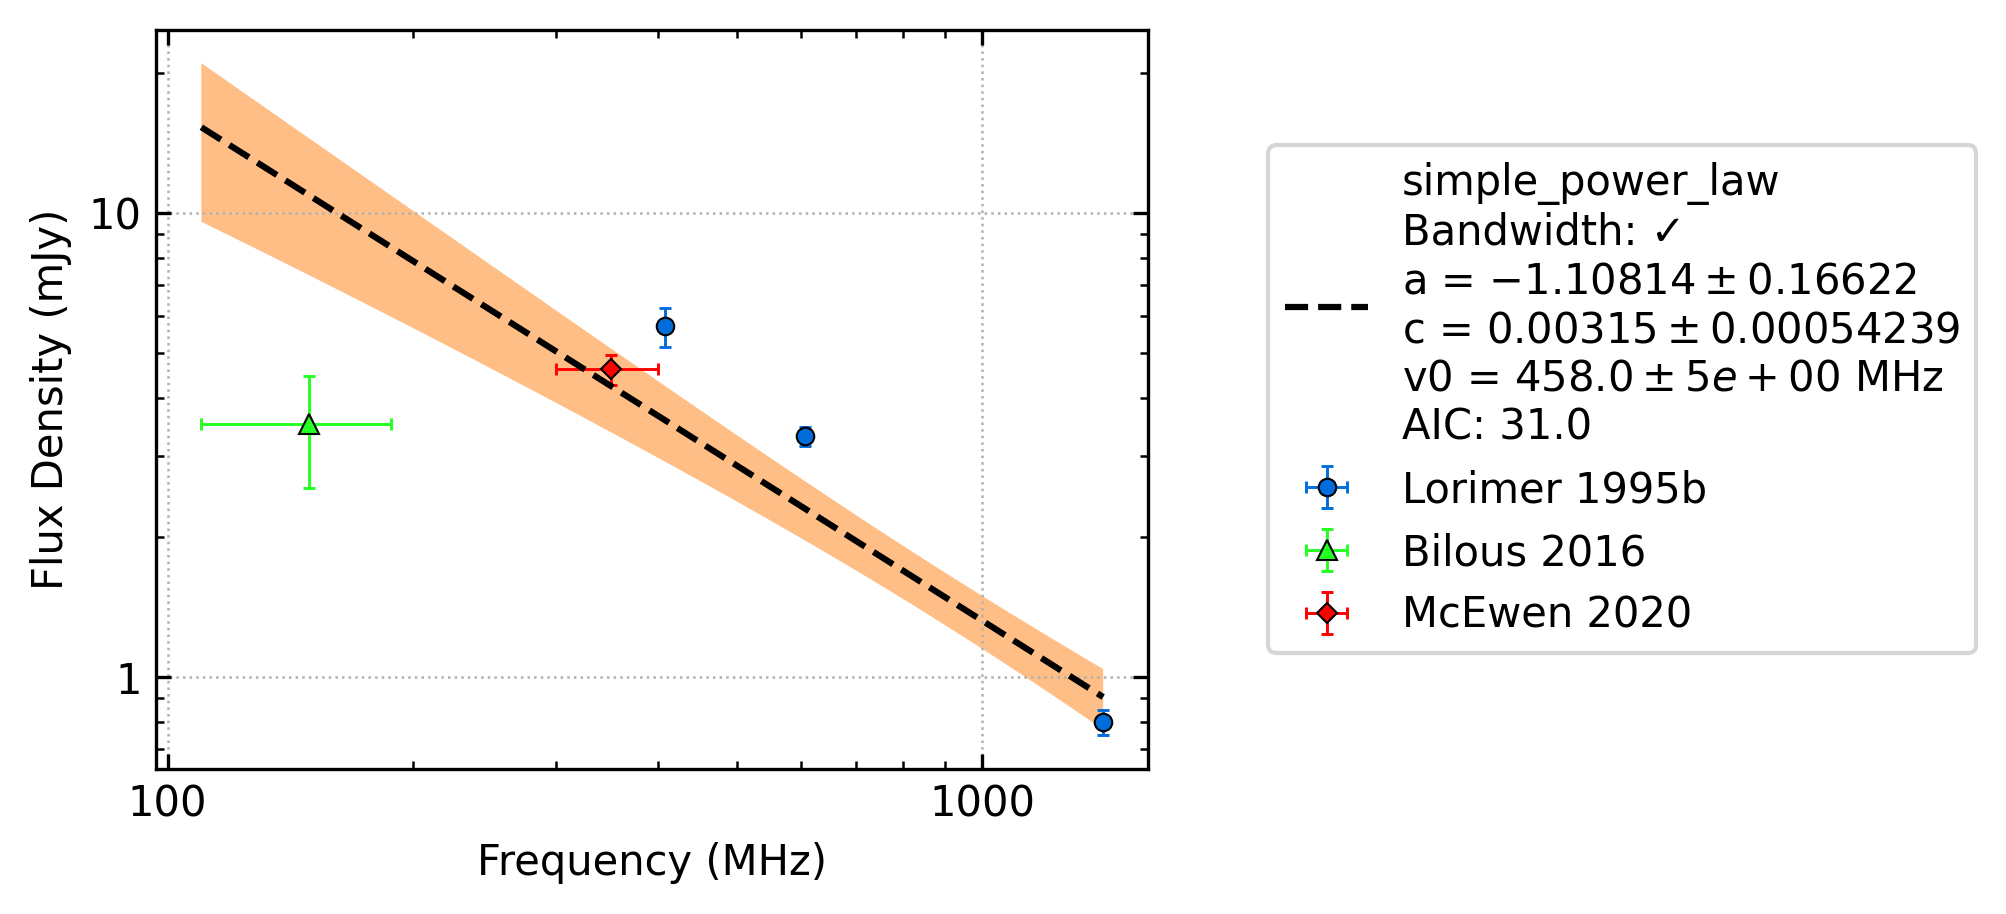 10
1
100
1000
Flux Density (mJy)
Frequency (MHz)
simple_power_law
Bandwidth: ✓
a = −1.10814 ± 0.16622
c = 0.00315 ± 0.00054239
v0 = 458.0 ± 5e + 00 MHz
AIC: 31.0
Lorimer 1995b
Bilous 2016
McEwen 2020